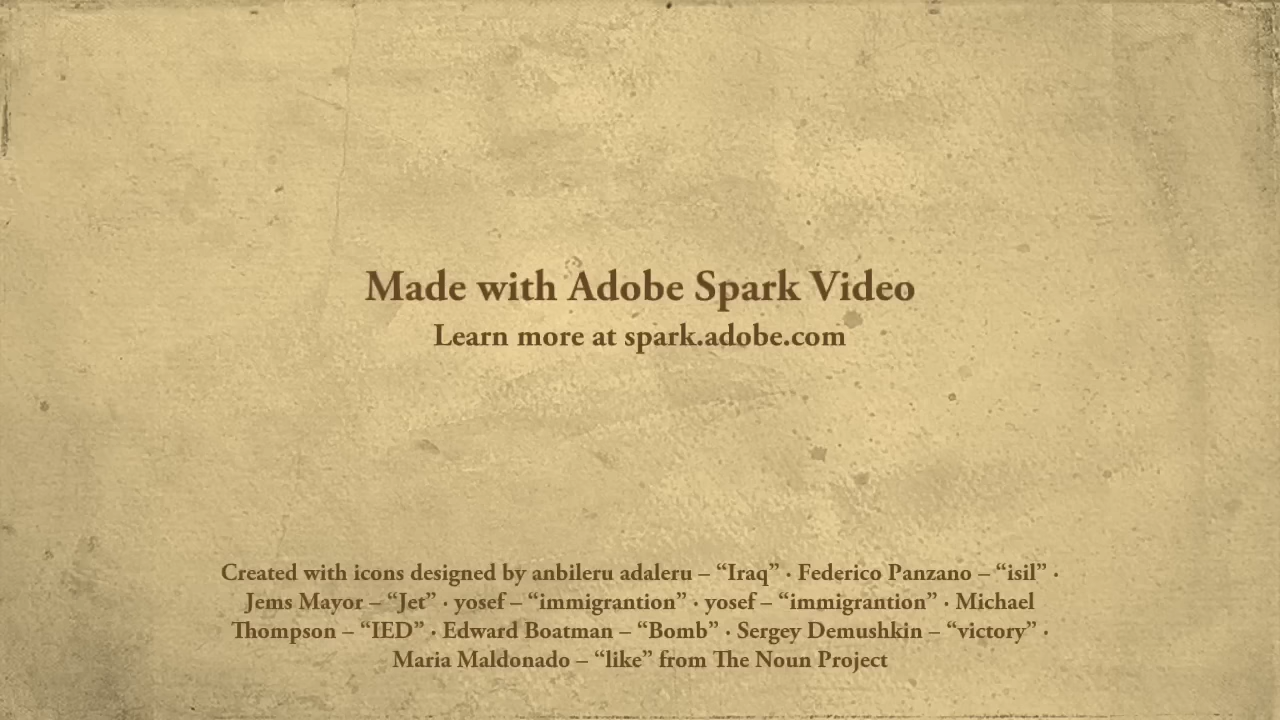 Made with Adobe Spark Video
Learn more at spark.adobe.com
Created with icons designed by anbileru adaleru – “Iraq” · Federico Panzano – “isil” ·
Jems Mayor – “Jet” · yosef – “immigrantion” · yosef – “immigrantion” · Michael
Thompson – “IED” · Edward Boatman – “Bomb” · Sergey Demushkin – “victory” ·
Maria Maldonado – “like” from The Noun Project